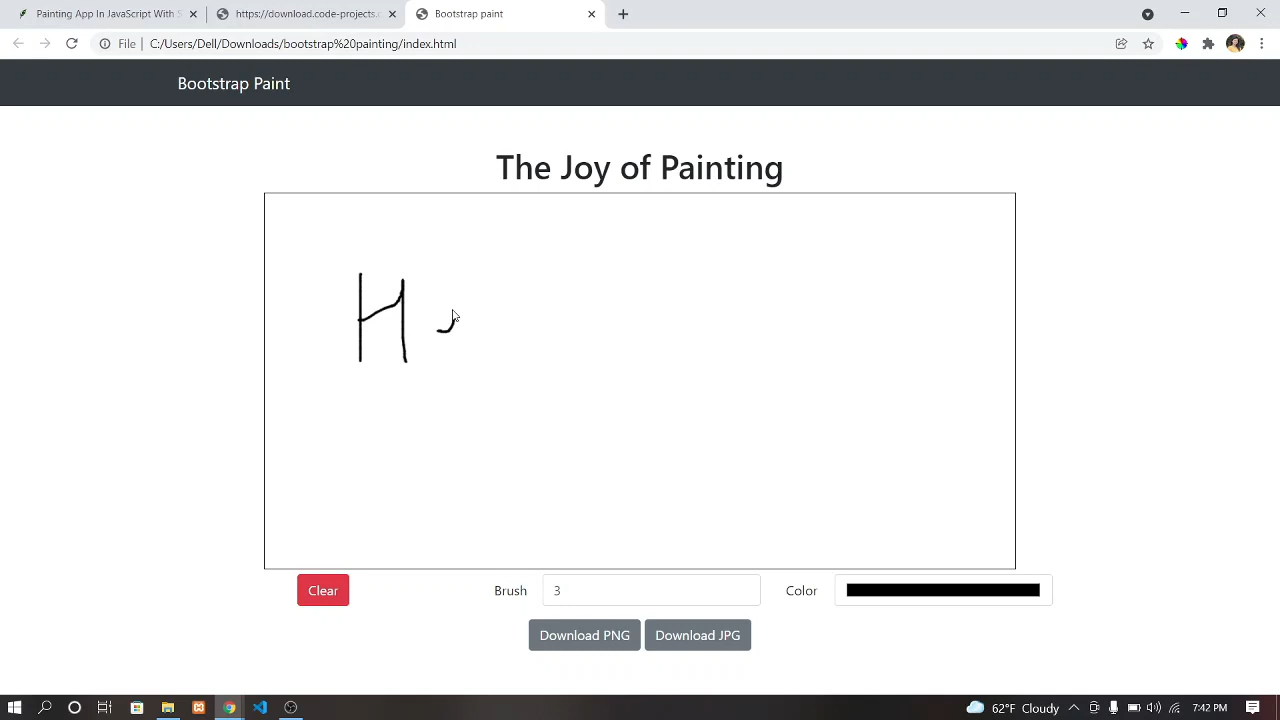 Painting App In JavaScript With S
https://download.code-projects.o
Bootstrap paint
File | C:/Users/Dell/Downloads/bootstrap%20painting/index.html
Bootstrap Paint
The Joy of Painting
H
Clear Brush 3 Color
Download PNG Download JPG
62°F Cloudy 7:42 PM